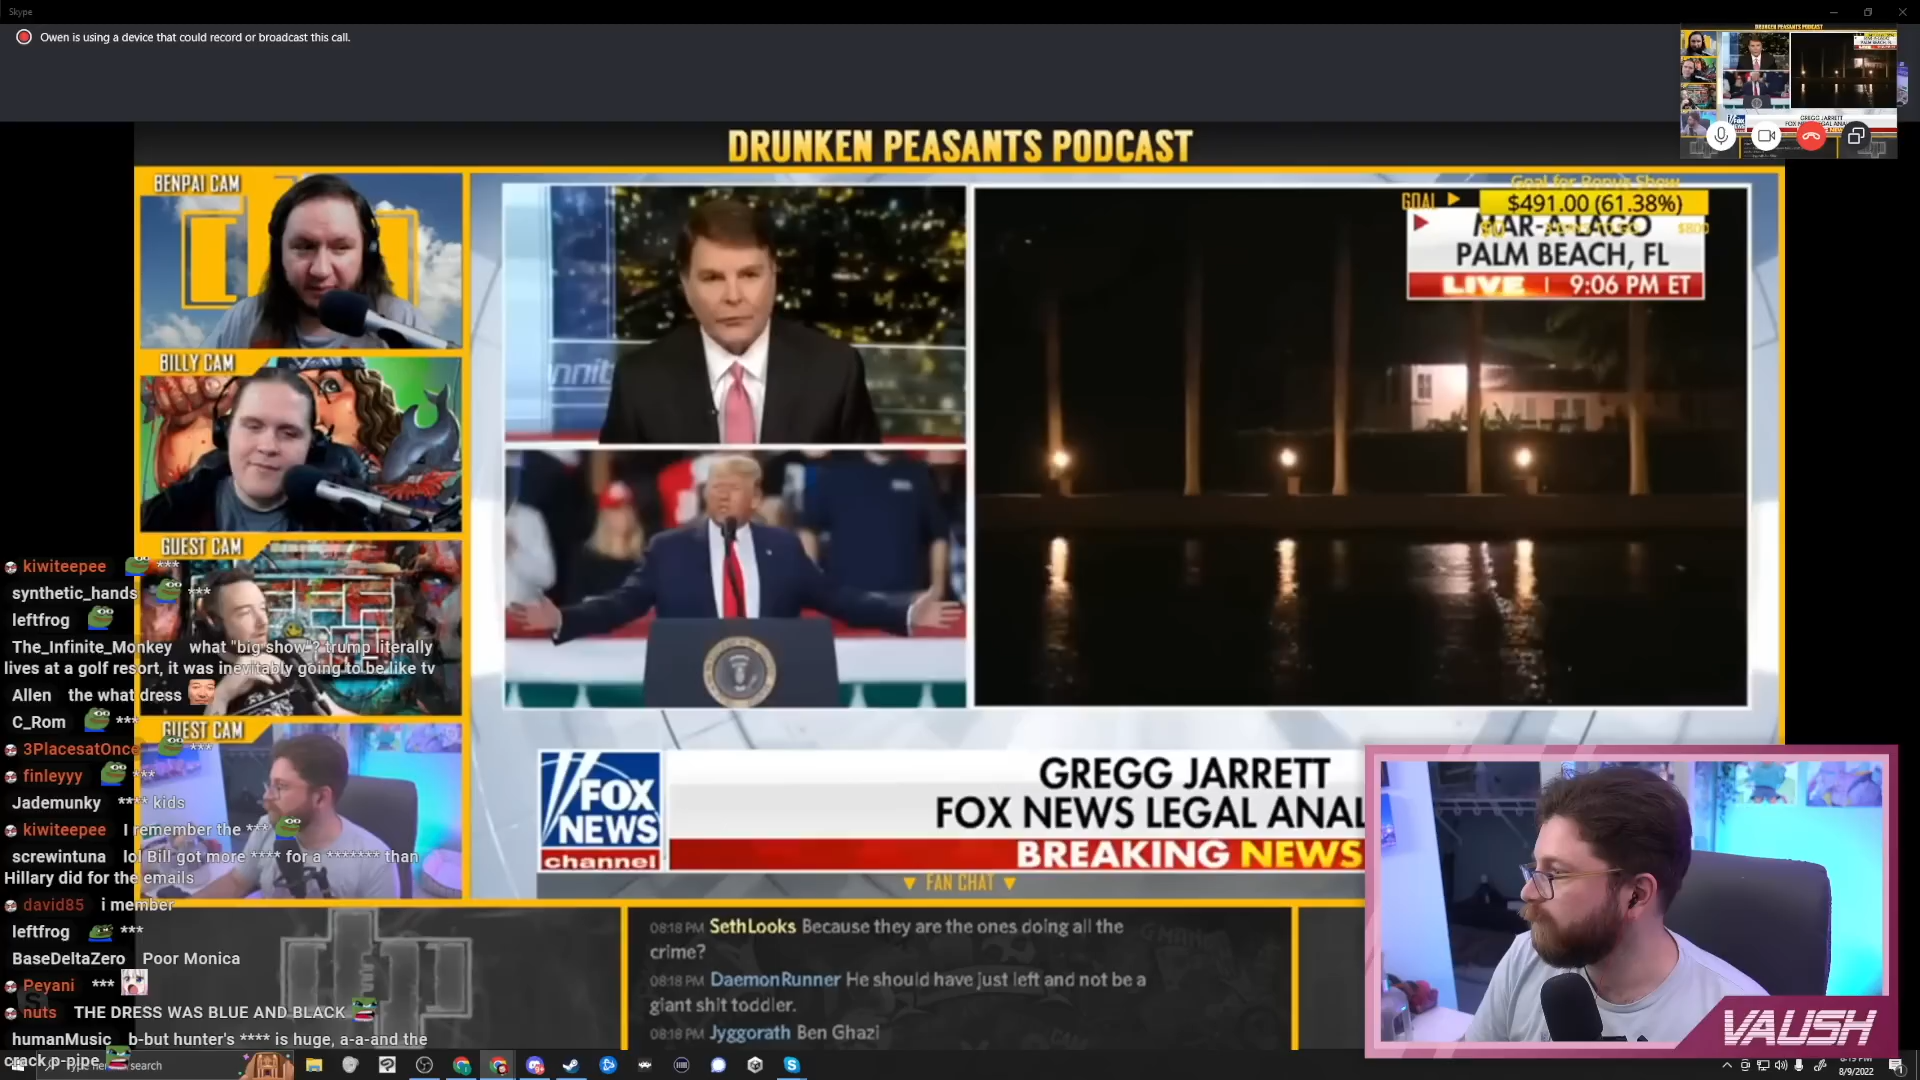 Skype
Owen is using a device that could record or broadcast this call.
DRUNKEN PEASANTS PODCAST
BENPAI CAM
BILLY CAM
GUEST CAM
GUEST CAM
Goal for Bonus Show
GOAL
$491.00 (61.38%)
$800
MAR-A-LAGO
PALM BEACH, FL
LIVE | 9:06 PM ET
nnit
FOX
NEWS
channel
GREGG JARRETT
FOX NEWS LEGAL ANAL
BREAKING NEWS
▼ FAN CHAT ▼
08:18 PM SethLooks Because they are the ones doing all the
crime?
08:18 PM DaemonRunner He should have just left and not be a
giant shit toddler.
08:18 PM Jyggorath Ben Ghazi
kiwiteepee ***
synthetic_hands ***
leftfrog
The_Infinite_Monkey what "big show"? trump literally
lives at a golf resort, it was inevitably going to be like tv
Allen the what dress
C_Rom ***
3PlacesatOnce ***
finleyyy ***
Jademunky **** kids
kiwiteepee I remember the ***
screwintuna lol Bill got more **** for a ******* than
Hillary did for the emails
david85 i member
leftfrog ***
BaseDeltaZero Poor Monica
Peyani ***
nuts THE DRESS WAS BLUE AND BLACK
humanMusic b-but hunter's **** is huge, a-a-and the
crack p-pipe
search
VAUSH
8/9/2022